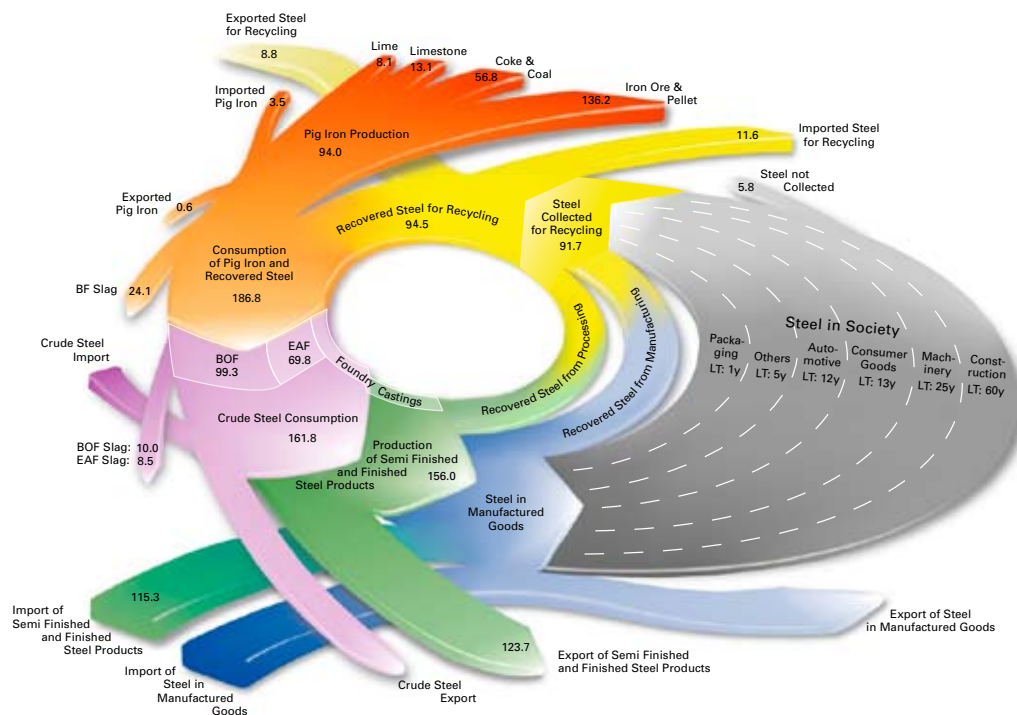 Exported Steel
for Recycling
8.8
Lime
8.1
Limestone
13.1
Coke &
Coal
56.8
Iron Ore &
Pellet
136.2
Imported
Pig Iron
3.5
Pig Iron Production
94.0
Imported Steel
for Recycling
11.6
Steel not
Collected
5.8
Exported
Pig Iron
0.6
Recovered Steel for Recycling
94.5
Steel
Collected
for Recycling
91.7
Consumption
of Pig Iron and
Recovered Steel
186.8
BF Slag
24.1
Crude Steel
Import
BOF
99.3
EAF
69.8
Foundry Castings
Recovered Steel from Processing
Recovered Steel from Manufacturing
Steel in Society
Packa-
ging
LT: 1y
Others
LT: 5y
Auto-
motive
LT: 12y
Consumer
Goods
LT: 13y
Mach-
inery
LT: 25y
Const-
ruction
LT: 60y
Crude Steel Consumption
161.8
BOF Slag:
10.0
EAF Slag:
8.5
Production
of Semi Finished
and Finished
Steel Products
156.0
Steel in
Manufactured
Goods
115.3
Import of
Semi Finished
and Finished
Steel Products
Import of
Steel in
Manufactured
Goods
Crude Steel
Export
123.7
Export of Semi Finished
and Finished Steel Products
Export of Steel
in Manufactured Goods